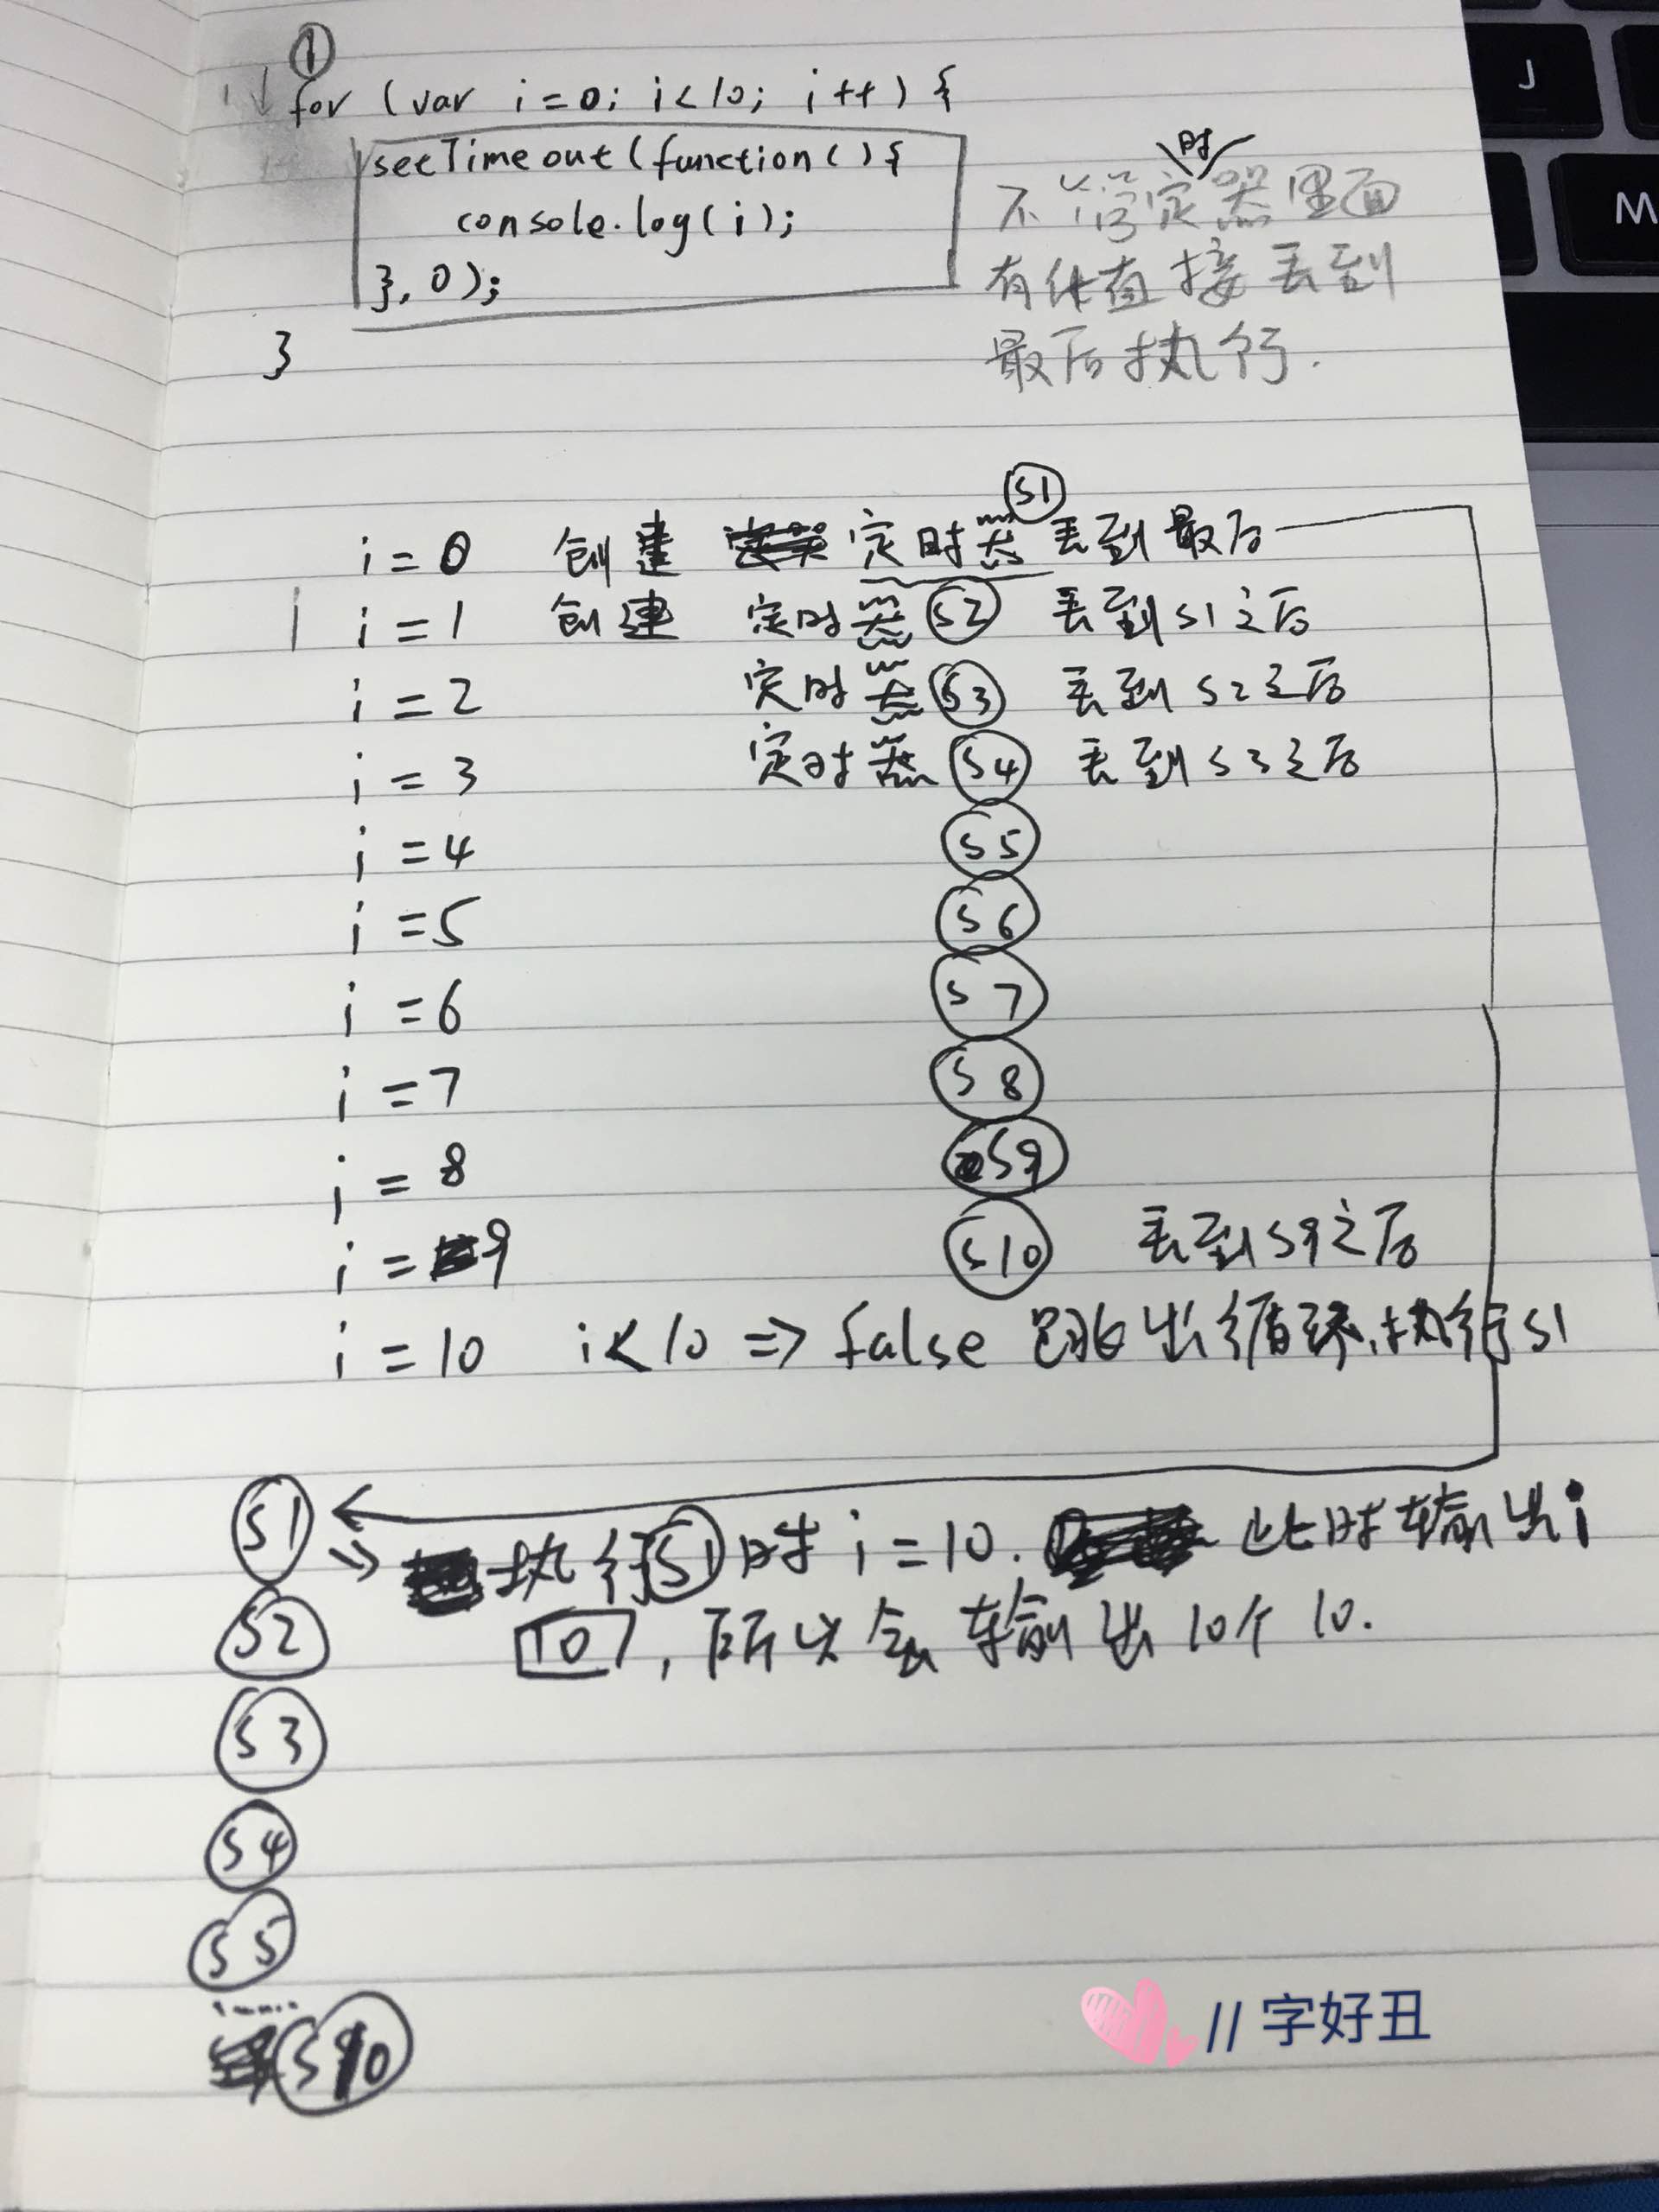 ①
for (var i=0; i<10; i++) {
setTimeout(function(){
console.log(i);
}, 0);
}
不管定时器里面
有什直接丢到
最后执行.
i=0 创建 定时器 S1 丢到最后
i=1 创建 定时器 S2 丢到S1之后
i=2 定时器 S3 丢到S2之后
i=3 定时器 S4 丢到S3之后
i=4 S5
i=5 S6
i=6 S7
i=7 S8
i=8 S9
i=9 S10 丢到S9之后
i=10 i<10 => false 跳出循环,执行S1
S1 执行S1时 i=10. 此时输出i
S2 10, 所以会输出10个10.
S3
S4
S5
......
S10
// 字好丑
J
M